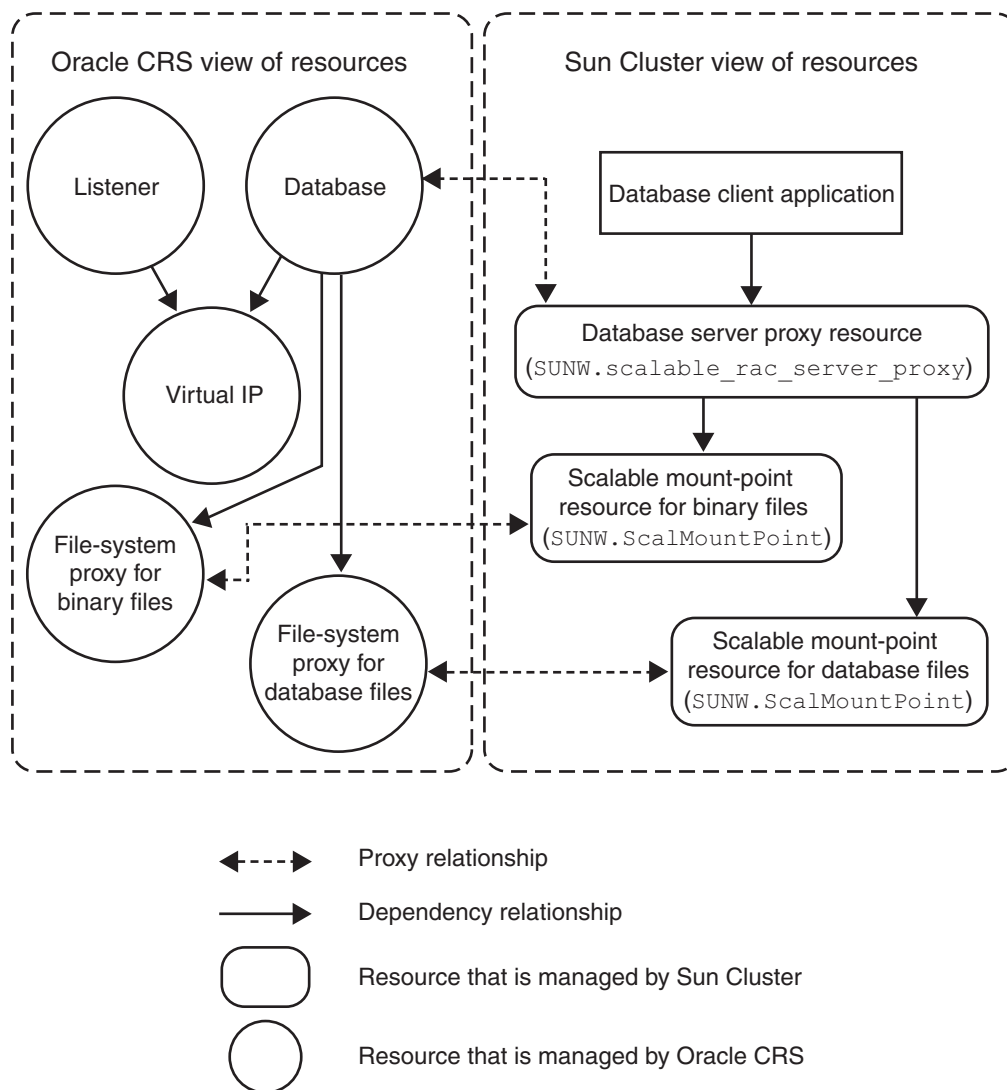 Oracle CRS view of resources
Listener
Database
Virtual IP
File-system
proxy for
binary files
File-system
proxy for
database files
Sun Cluster view of resources
Database client application
Database server proxy resource
(SUNW.scalable_rac_server_proxy)
Scalable mount-point
resource for binary files
(SUNW.ScalMountPoint)
Scalable mount-point
resource for database files
(SUNW.ScalMountPoint)
Proxy relationship
Dependency relationship
Resource that is managed by Sun Cluster
Resource that is managed by Oracle CRS